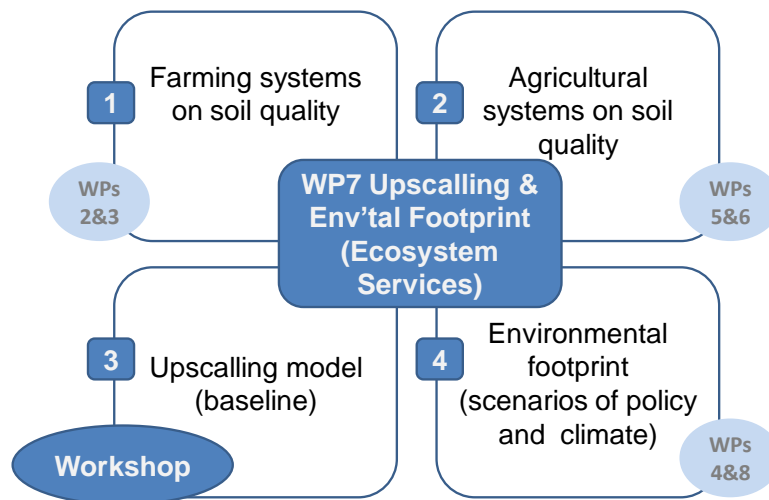 1
Farming systems
on soil quality
WPs
2&3
2
Agricultural
systems on soil
quality
WPs
5&6
WP7 Upscalling &
Env'tal Footprint
(Ecosystem
Services)
3
Upscalling model
(baseline)
Workshop
4
Environmental
footprint
(scenarios of policy
and climate)
WPs
4&8